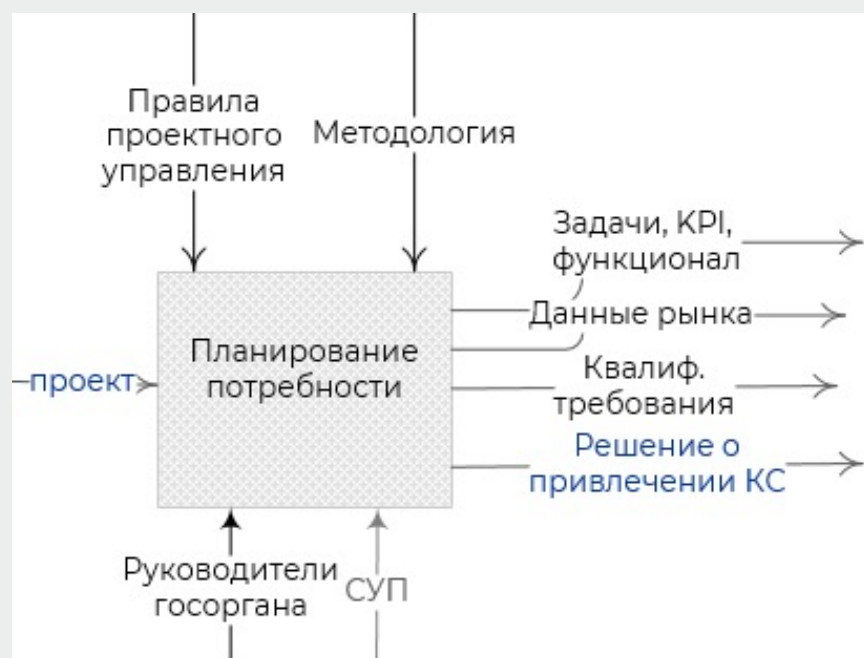 Правила
проектного
управления
Методология
Задачи, KPI,
функционал
Данные рынка
Планирование
потребности
проект
Квалиф.
требования
Решение о
привлечении КС
Руководители
госоргана
СУП